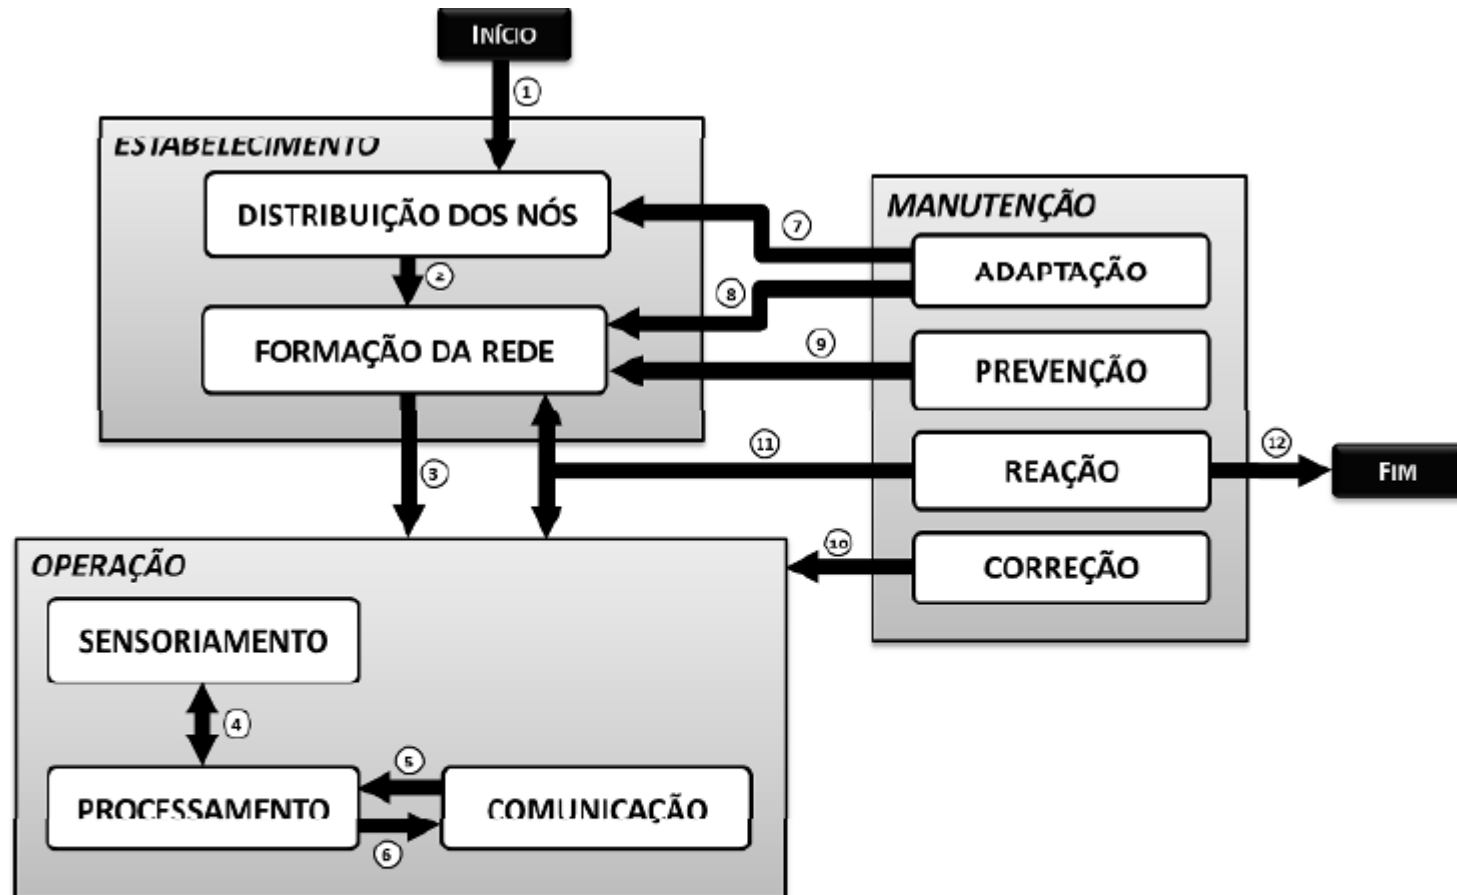 INÍCIO
1
ESTABELECIMENTO
DISTRIBUIÇÃO DOS NÓS
2
FORMAÇÃO DA REDE
3
MANUTENÇÃO
7
ADAPTAÇÃO
8
9
PREVENÇÃO
11
REAÇÃO
12
FIM
10
CORREÇÃO
OPERAÇÃO
SENSORIAMENTO
4
PROCESSAMENTO
5
6
COMUNICAÇÃO